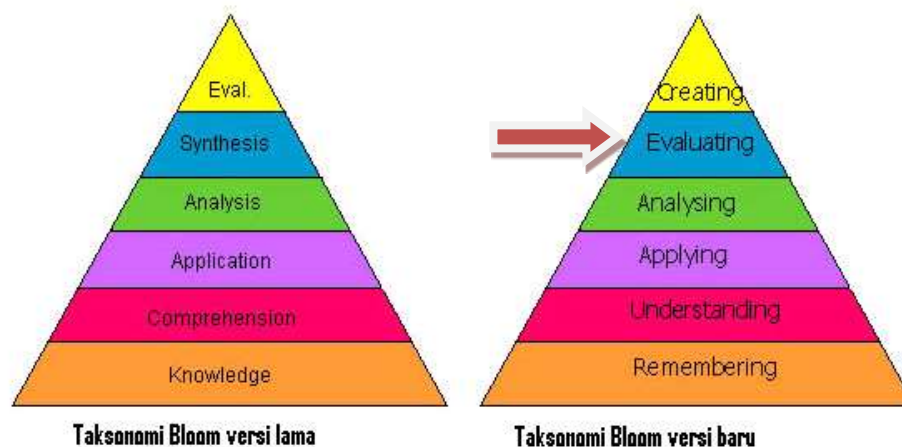 Eval.
Synthesis
Analysis
Application
Comprehension
Knowledge
Taksonomi Bloom versi lama
Creating
Evaluating
Analysing
Applying
Understanding
Remembering
Taksonomi Bloom versi baru